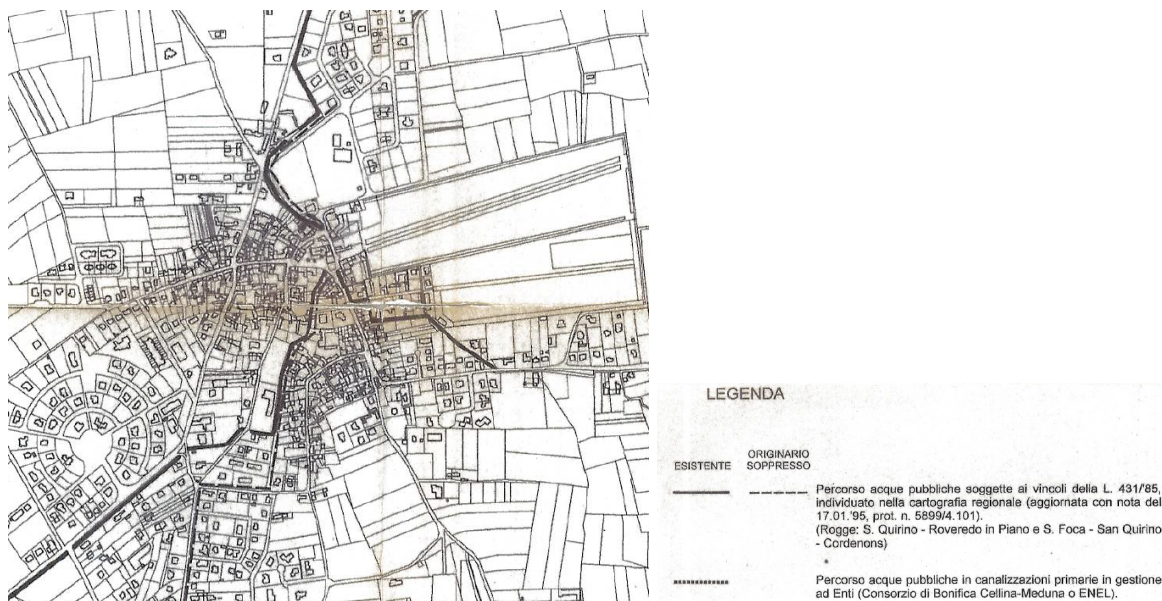 LEGENDA
ESISTENTE
ORIGINARIO
SOPPRESSO
Percorso acque pubbliche soggette ai vincoli della L. 431/'85,
individuato nella cartografia regionale (aggiornata con nota del
17.01.'95, prot. n. 5899/4.101).
(Rogge: S. Quirino - Roveredo in Piano e S. Foca - San Quirino
- Cordenons)
Percorso acque pubbliche in canalizzazioni primarie in gestione
ad Enti (Consorzio di Bonifica Cellina-Meduna o ENEL).